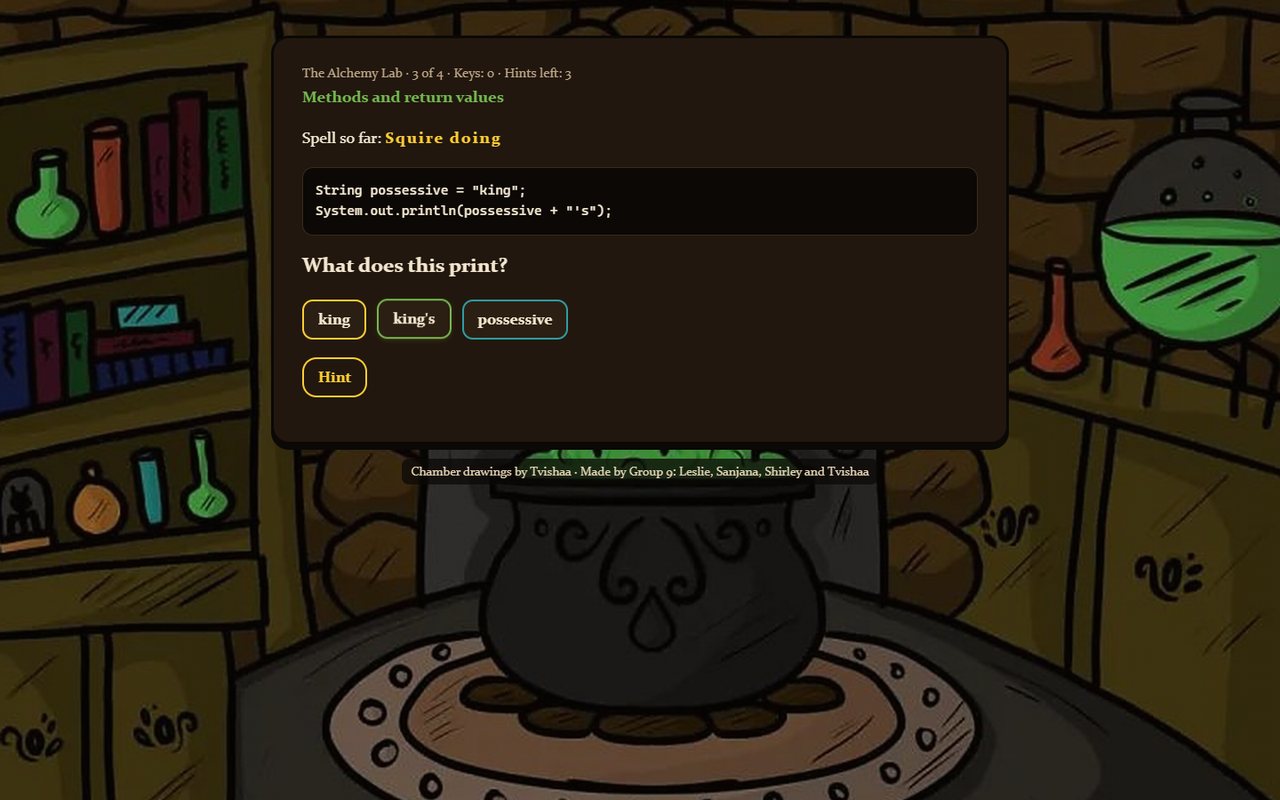 The Alchemy Lab · 3 of 4 · Keys: 0 · Hints left: 3
Methods and return values
Spell so far: Squire doing
String possessive = "king";
System.out.println(possessive + "'s");
What does this print?
king
king's
possessive
Hint
Chamber drawings by Tvishaa · Made by Group 9: Leslie, Sanjana, Shirley and Tvishaa